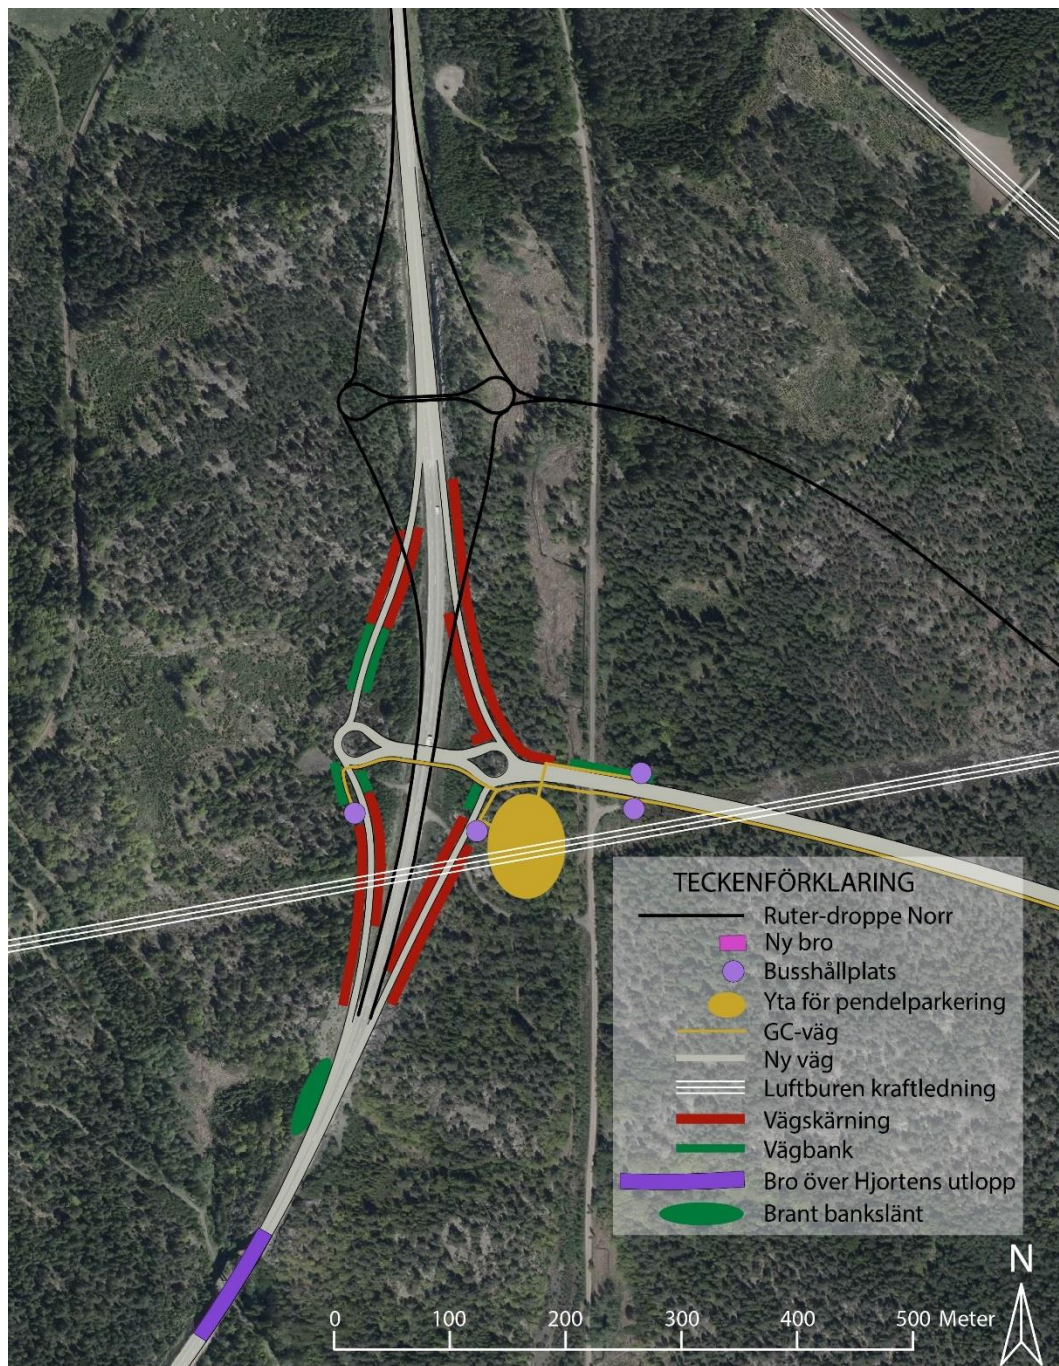 TECKENFÖRKLARING
Ruter-droppe Norr
Ny bro
Busshållplats
Yta för pendelparkering
GC-väg
Ny väg
Luftburen kraftledning
Vägskärning
Vägbank
Bro över Hjortens utlopp
Brant bankslänt
N
0 100 200 300 400 500 Meter